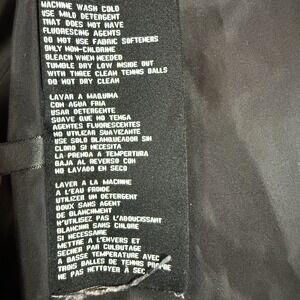 MACHINE WASH COLD
USE MILD DETERGENT
THAT DOES NOT HAVE
FLUORESCING AGENTS
DO NOT USE FABRIC SOFTENERS
ONLY NON-CHLORINE
BLEACH WHEN NEEDED
TUMBLE DRY LOW INSIDE OUT
WITH THREE CLEAN TENNIS BALLS
DO NOT DRY CLEAN
LAVAR A MAQUINA
CON AGUA FRIA
USAR DETERGENTE
SUAVE QUE NO TENGA
AGENTES FLUORESCENTES
NO UTILIZAR SUAVIZANTE
USE SOLO BLANQUEADOR SIN
CLORO SI NECESITA
LA PRENDA A TEMPERATURA
BAJA AL REVERSO CON
NO LAVADO EN SECO
LAVER A LA MACHINE
A L'EAU FROIDE
UTILIZER UN DETERGENT
DOUX SANS AGENT
DE BLANCHIMENT
N'UTILISEZ PAS L'ADOUCISSANT
BLANCHIR SANS CHLORE
SI NECESSAIRE
METTRE A L'ENVERS ET
SECHER PAR CULBUTAGE
A BASSE TEMPERATURE AVEC
TROIS BALLES DE TENNIS
NE PAS NETTOYER A SEC